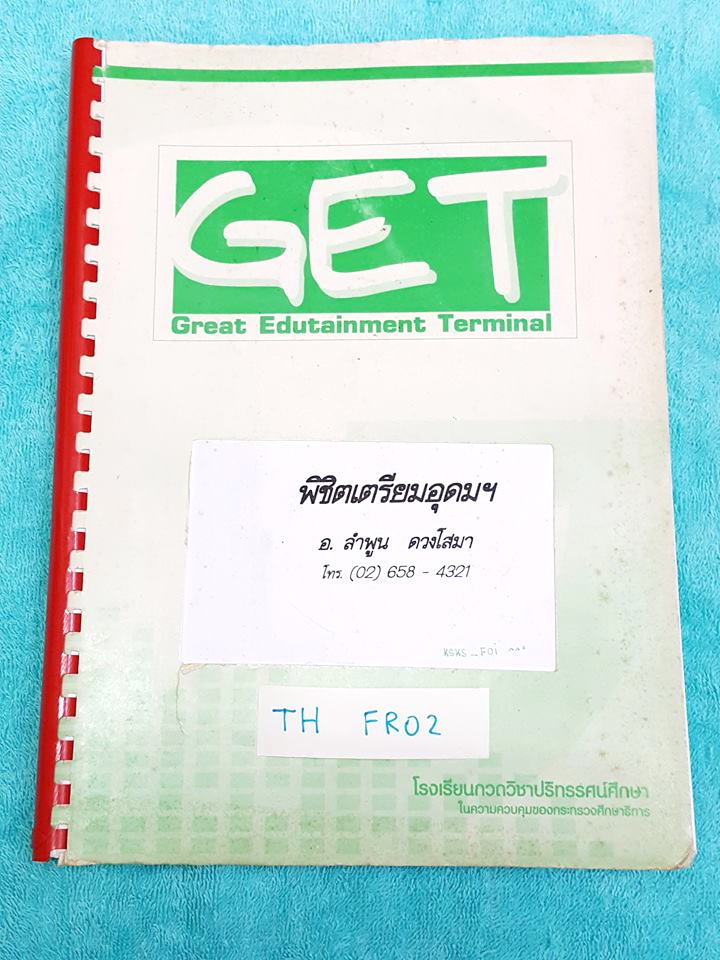 GET
Great Edutainment Terminal
พิชิตเตรียมอุดมฯ
อ. ลำพูน ดวงโสมา
โทร. (02) 658 - 4321
TH FR02
โรงเรียนกวดวิชาปริทรรศน์ศึกษา
ในความควบคุมของกระทรวงศึกษาธิการ